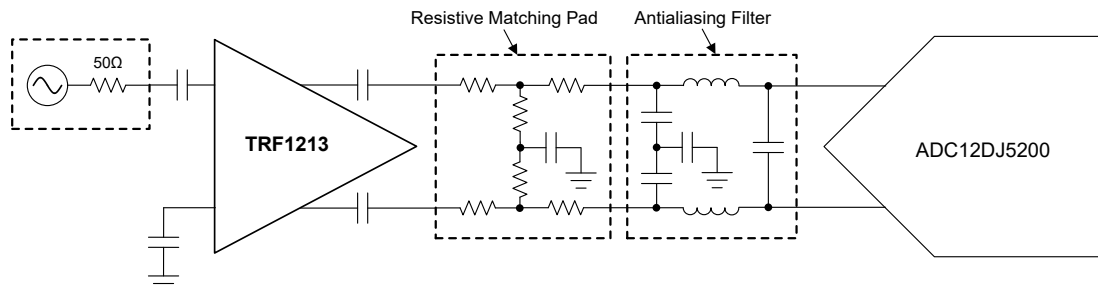 Resistive Matching Pad
Antialiasing Filter
50Ω
TRF1213
ADC12DJ5200